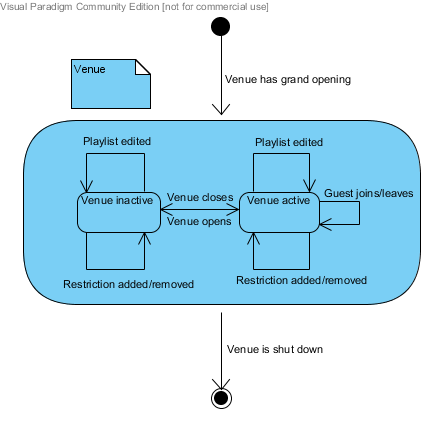 Visual Paradigm Community Edition [not for commercial use]
Venue
Venue has grand opening
Playlist edited
Playlist edited
Venue inactive
Venue closes
Venue opens
Venue active
Guest joins/leaves
Restriction added/removed
Restriction added/removed
Venue is shut down